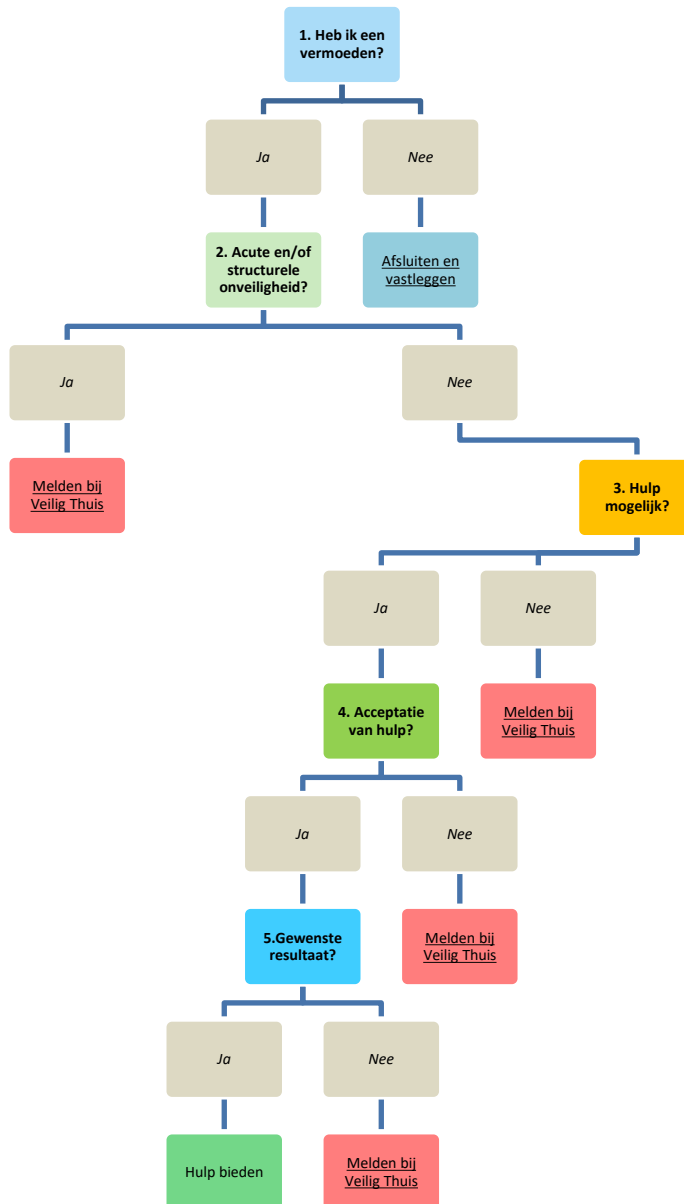 1. Heb ik een
vermoeden?
Ja
Nee
2. Acute en/of
structurele
onveiligheid?
Afsluiten en
vastleggen
Ja
Nee
Melden bij
Veilig Thuis
3. Hulp
mogelijk?
Ja
Nee
4. Acceptatie
van hulp?
Melden bij
Veilig Thuis
Ja
Nee
5.Gewenste
resultaat?
Melden bij
Veilig Thuis
Ja
Nee
Hulp bieden
Melden bij
Veilig Thuis